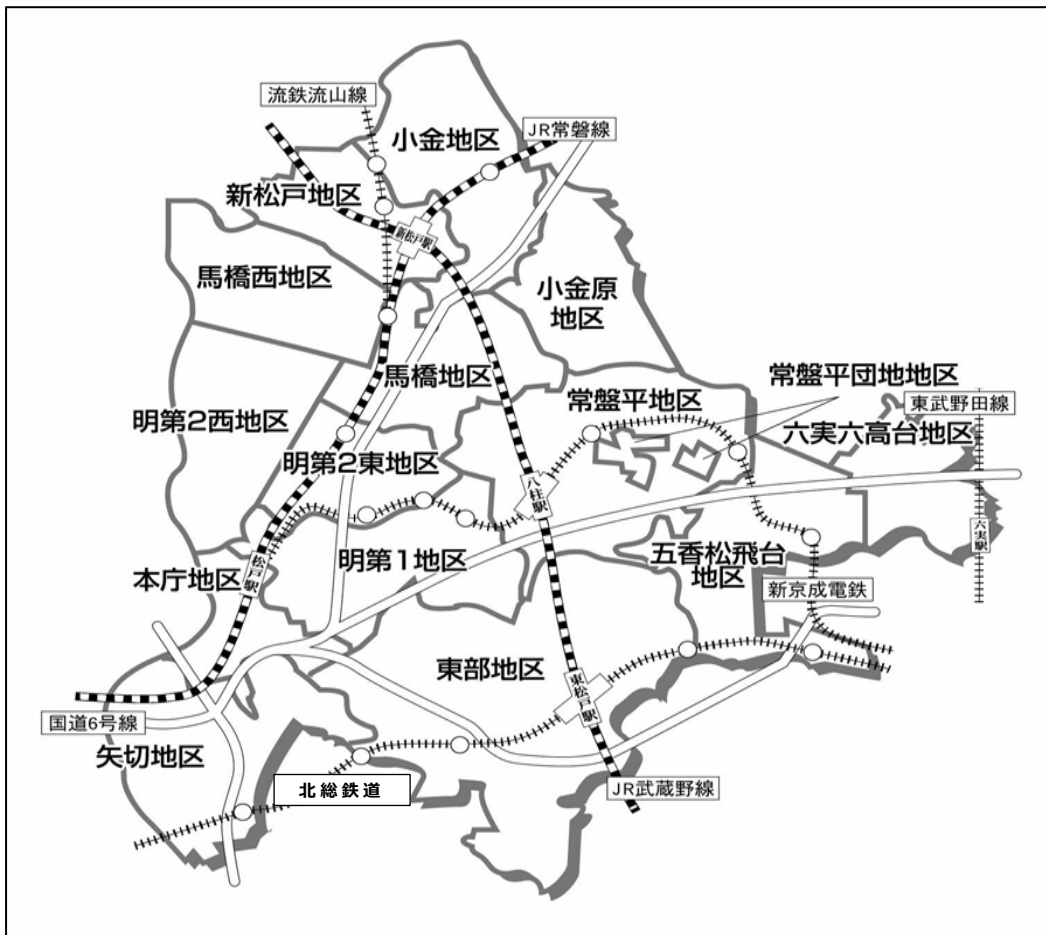 流鉄流山線
小金地区
JR常磐線
新松戸地区
新松戸駅
馬橋西地区
小金原
地区
馬橋地区
常盤平団地地区
常盤平地区
東武野田線
明第2西地区
六実六高台地区
明第2東地区
八柱駅
六実駅
本庁地区
松戸駅
明第1地区
五香松飛台
地区
新京成電鉄
東部地区
東松戸駅
国道6号線
矢切地区
北総鉄道
JR武蔵野線